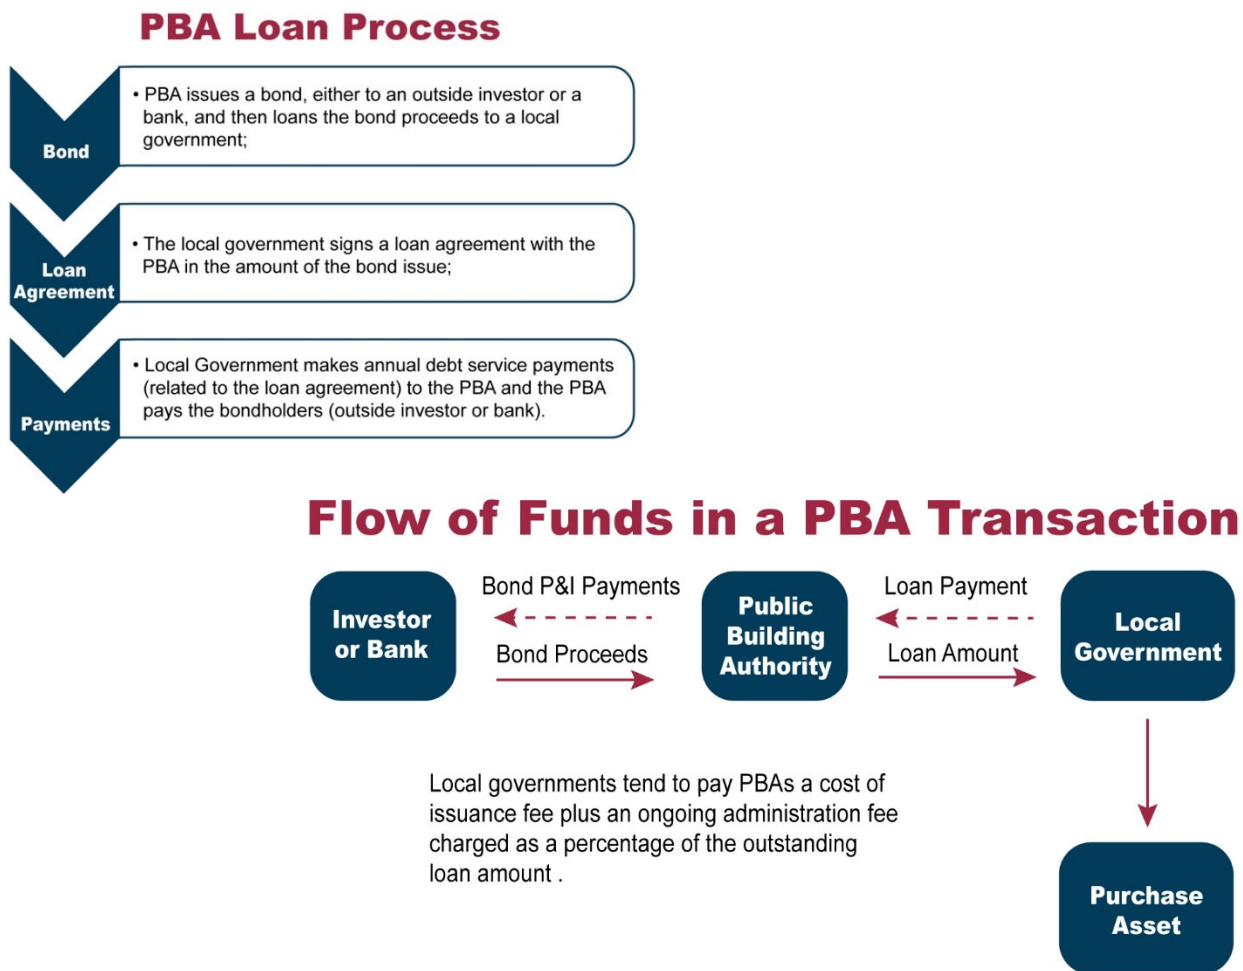 PBA Loan Process
Bond
• PBA issues a bond, either to an outside investor or a
bank, and then loans the bond proceeds to a local
government;
Loan
Agreement
• The local government signs a loan agreement with the
PBA in the amount of the bond issue;
Payments
• Local Government makes annual debt service payments
(related to the loan agreement) to the PBA and the PBA
pays the bondholders (outside investor or bank).
Flow of Funds in a PBA Transaction
Investor
or Bank
Bond P&I Payments
Bond Proceeds
Public
Building
Authority
Loan Payment
Loan Amount
Local
Government
Local governments tend to pay PBAs a cost of
issuance fee plus an ongoing administration fee
charged as a percentage of the outstanding
loan amount .
Purchase
Asset